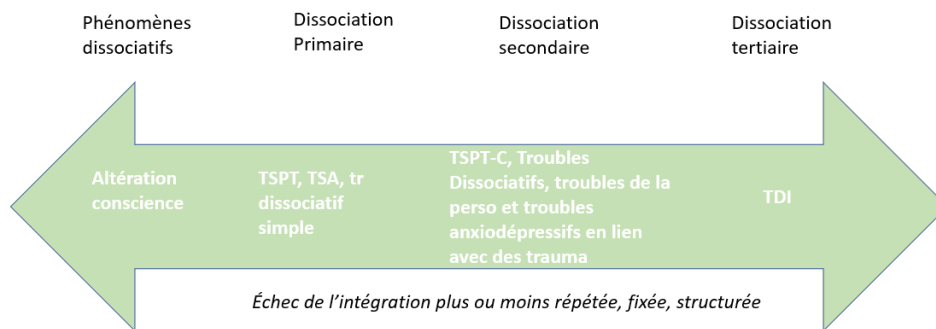 Phénomènes
dissociatifs
Dissociation
Primaire
Dissociation
secondaire
Dissociation
tertiaire
Altération
conscience
TSPT, TSA, tr
dissociatif
simple
TSPT-C, Troubles
Dissociatifs, troubles de la
perso et troubles
anxiodépressifs en lien
avec des trauma
TDI
Échec de l'intégration plus ou moins répétée, fixée, structurée